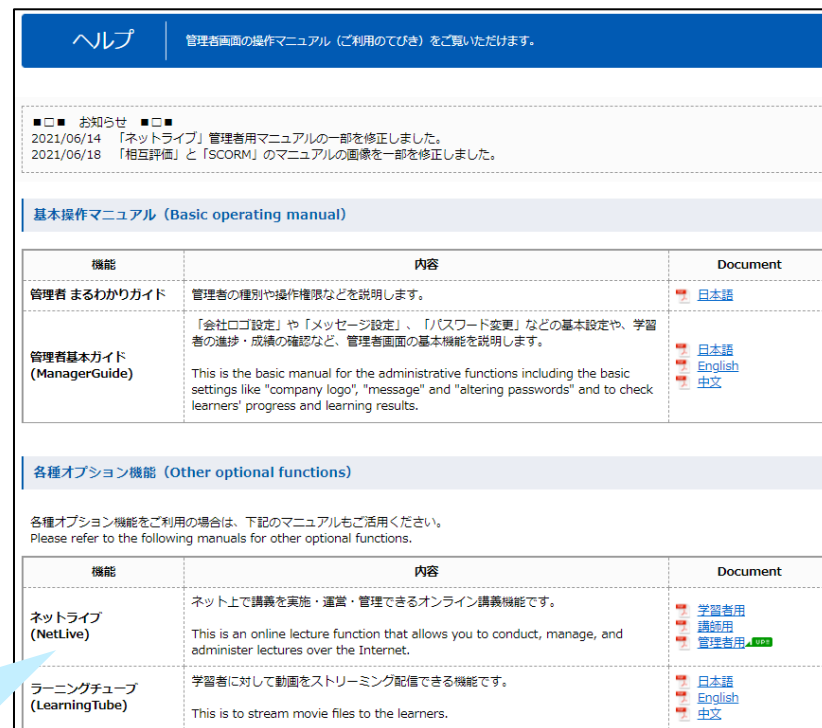 ヘルプ
管理者画面の操作マニュアル（ご利用のてびき）をご覧いただけます。
■□■　お知らせ　■□■
2021/06/14　「ネットライブ」管理者用マニュアルの一部を修正しました。
2021/06/18　「相互評価」と「SCORM」のマニュアルの画像を一部を修正しました。
基本操作マニュアル（Basic operating manual）
機能
内容
Document
管理者 まるわかりガイド
管理者の種別や操作権限などを説明します。
日本語
管理者基本ガイド
(ManagerGuide)
「会社ロゴ設定」や「メッセージ設定」、「パスワード変更」などの基本設定や、学習
者の進捗・成績の確認など、管理者画面の基本機能を説明します。
This is the basic manual for the administrative functions including the basic
settings like "company logo", "message" and "altering passwords" and to check
learners' progress and learning results.
日本語
English
中文
各種オプション機能（Other optional functions）
各種オプション機能をご利用の場合は、下記のマニュアルもご活用ください。
Please refer to the following manuals for other optional functions.
機能
内容
Document
ネットライブ
(NetLive)
ネット上で講義を実施・運営・管理できるオンライン講義機能です。
This is an online lecture function that allows you to conduct, manage, and
administer lectures over the Internet.
学習者用
講師用
管理者用
ラーニングチューブ
(LearningTube)
学習者に対して動画をストリーミング配信できる機能です。
This is to stream movie files to the learners.
日本語
English
中文